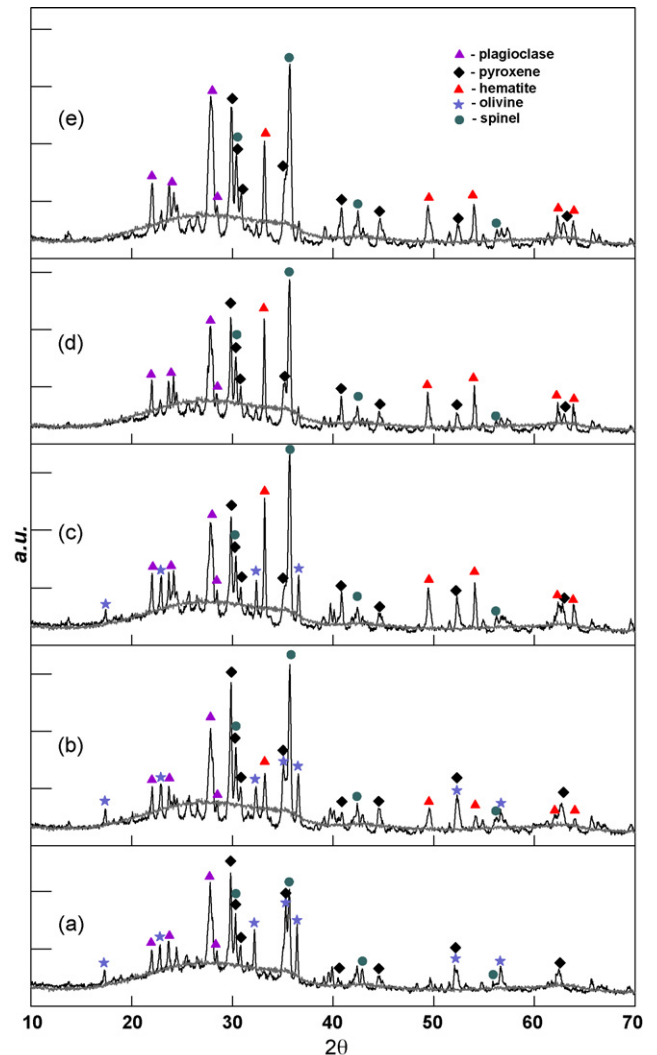 - plagioclase
- pyroxene
- hematite
- olivine
- spinel
(e)
(d)
(c)
a.u.
(b)
(a)
10 20 30 40 50 60 70
2θ